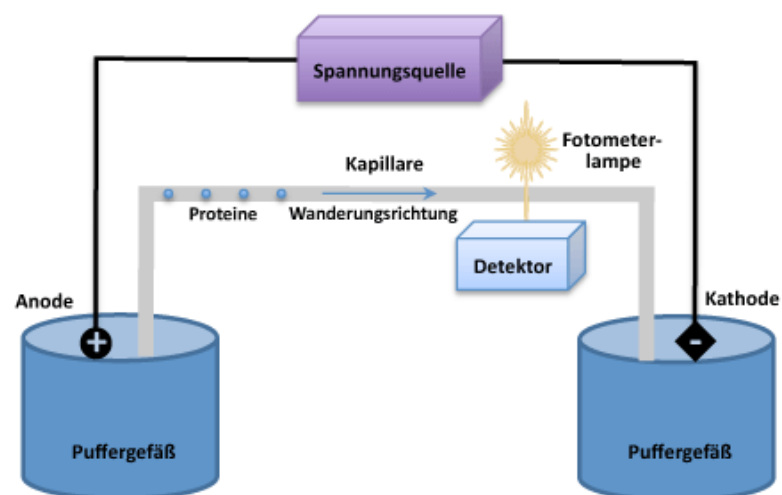 Spannungsquelle
Fotometer-
lampe
Kapillare
Proteine
Wanderungsrichtung
Detektor
Anode
Kathode
+
-
Puffergefäß
Puffergefäß